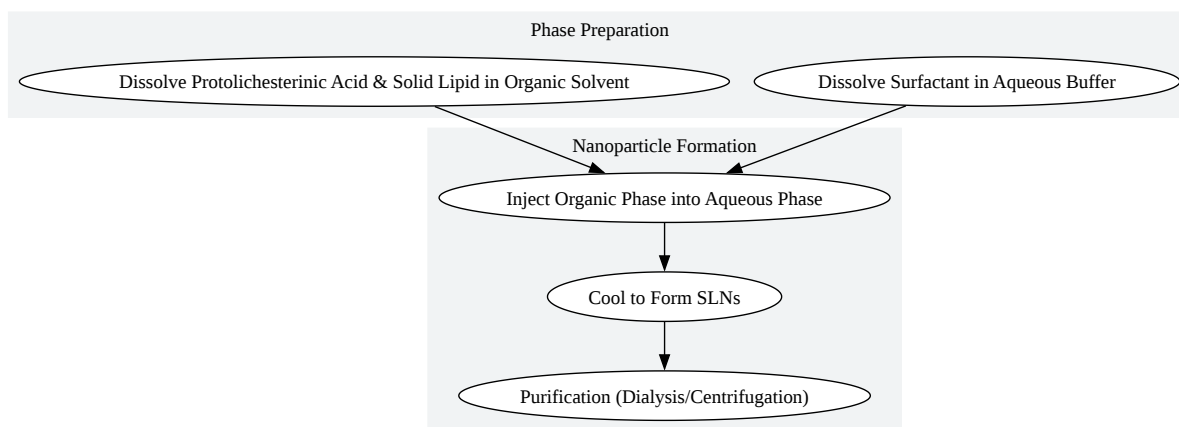 Phase Preparation
Dissolve Protolichesterinic Acid & Solid Lipid in Organic Solvent
Dissolve Surfactant in Aqueous Buffer
Nanoparticle Formation
Inject Organic Phase into Aqueous Phase
Cool to Form SLNs
Purification (Dialysis/Centrifugation)